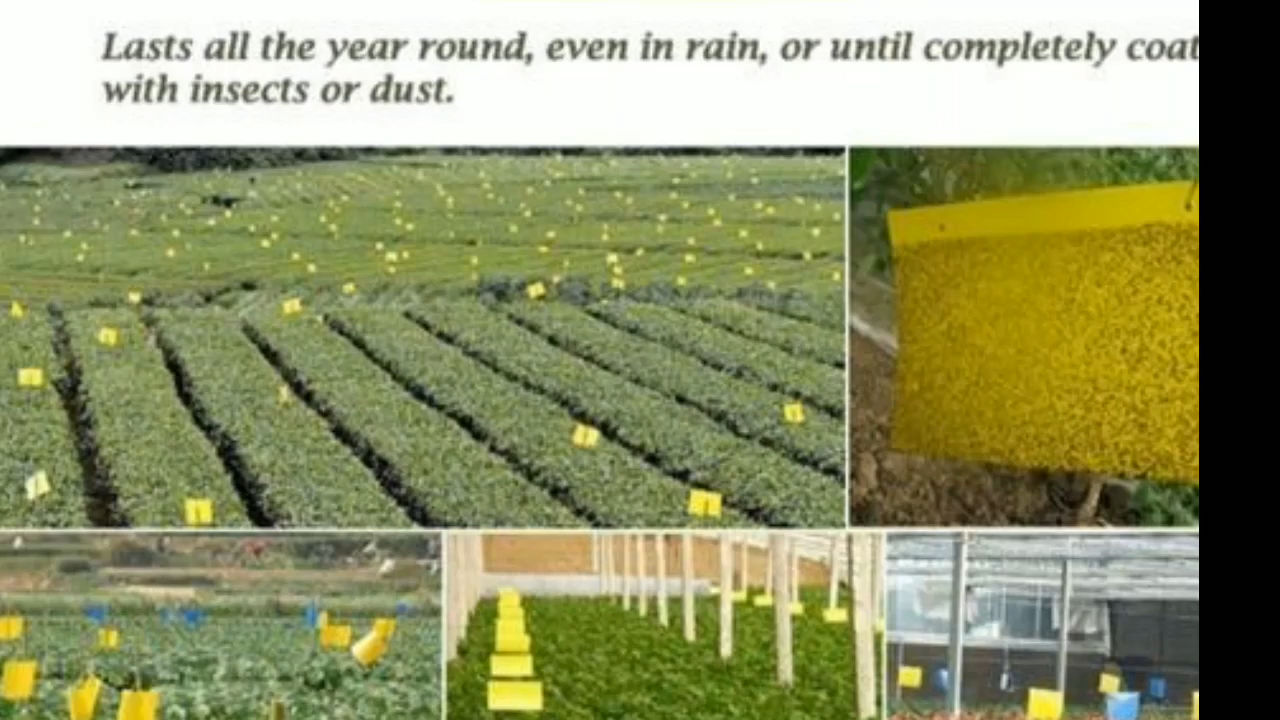 Lasts all the year round, even in rain, or until completely coat
with insects or dust.